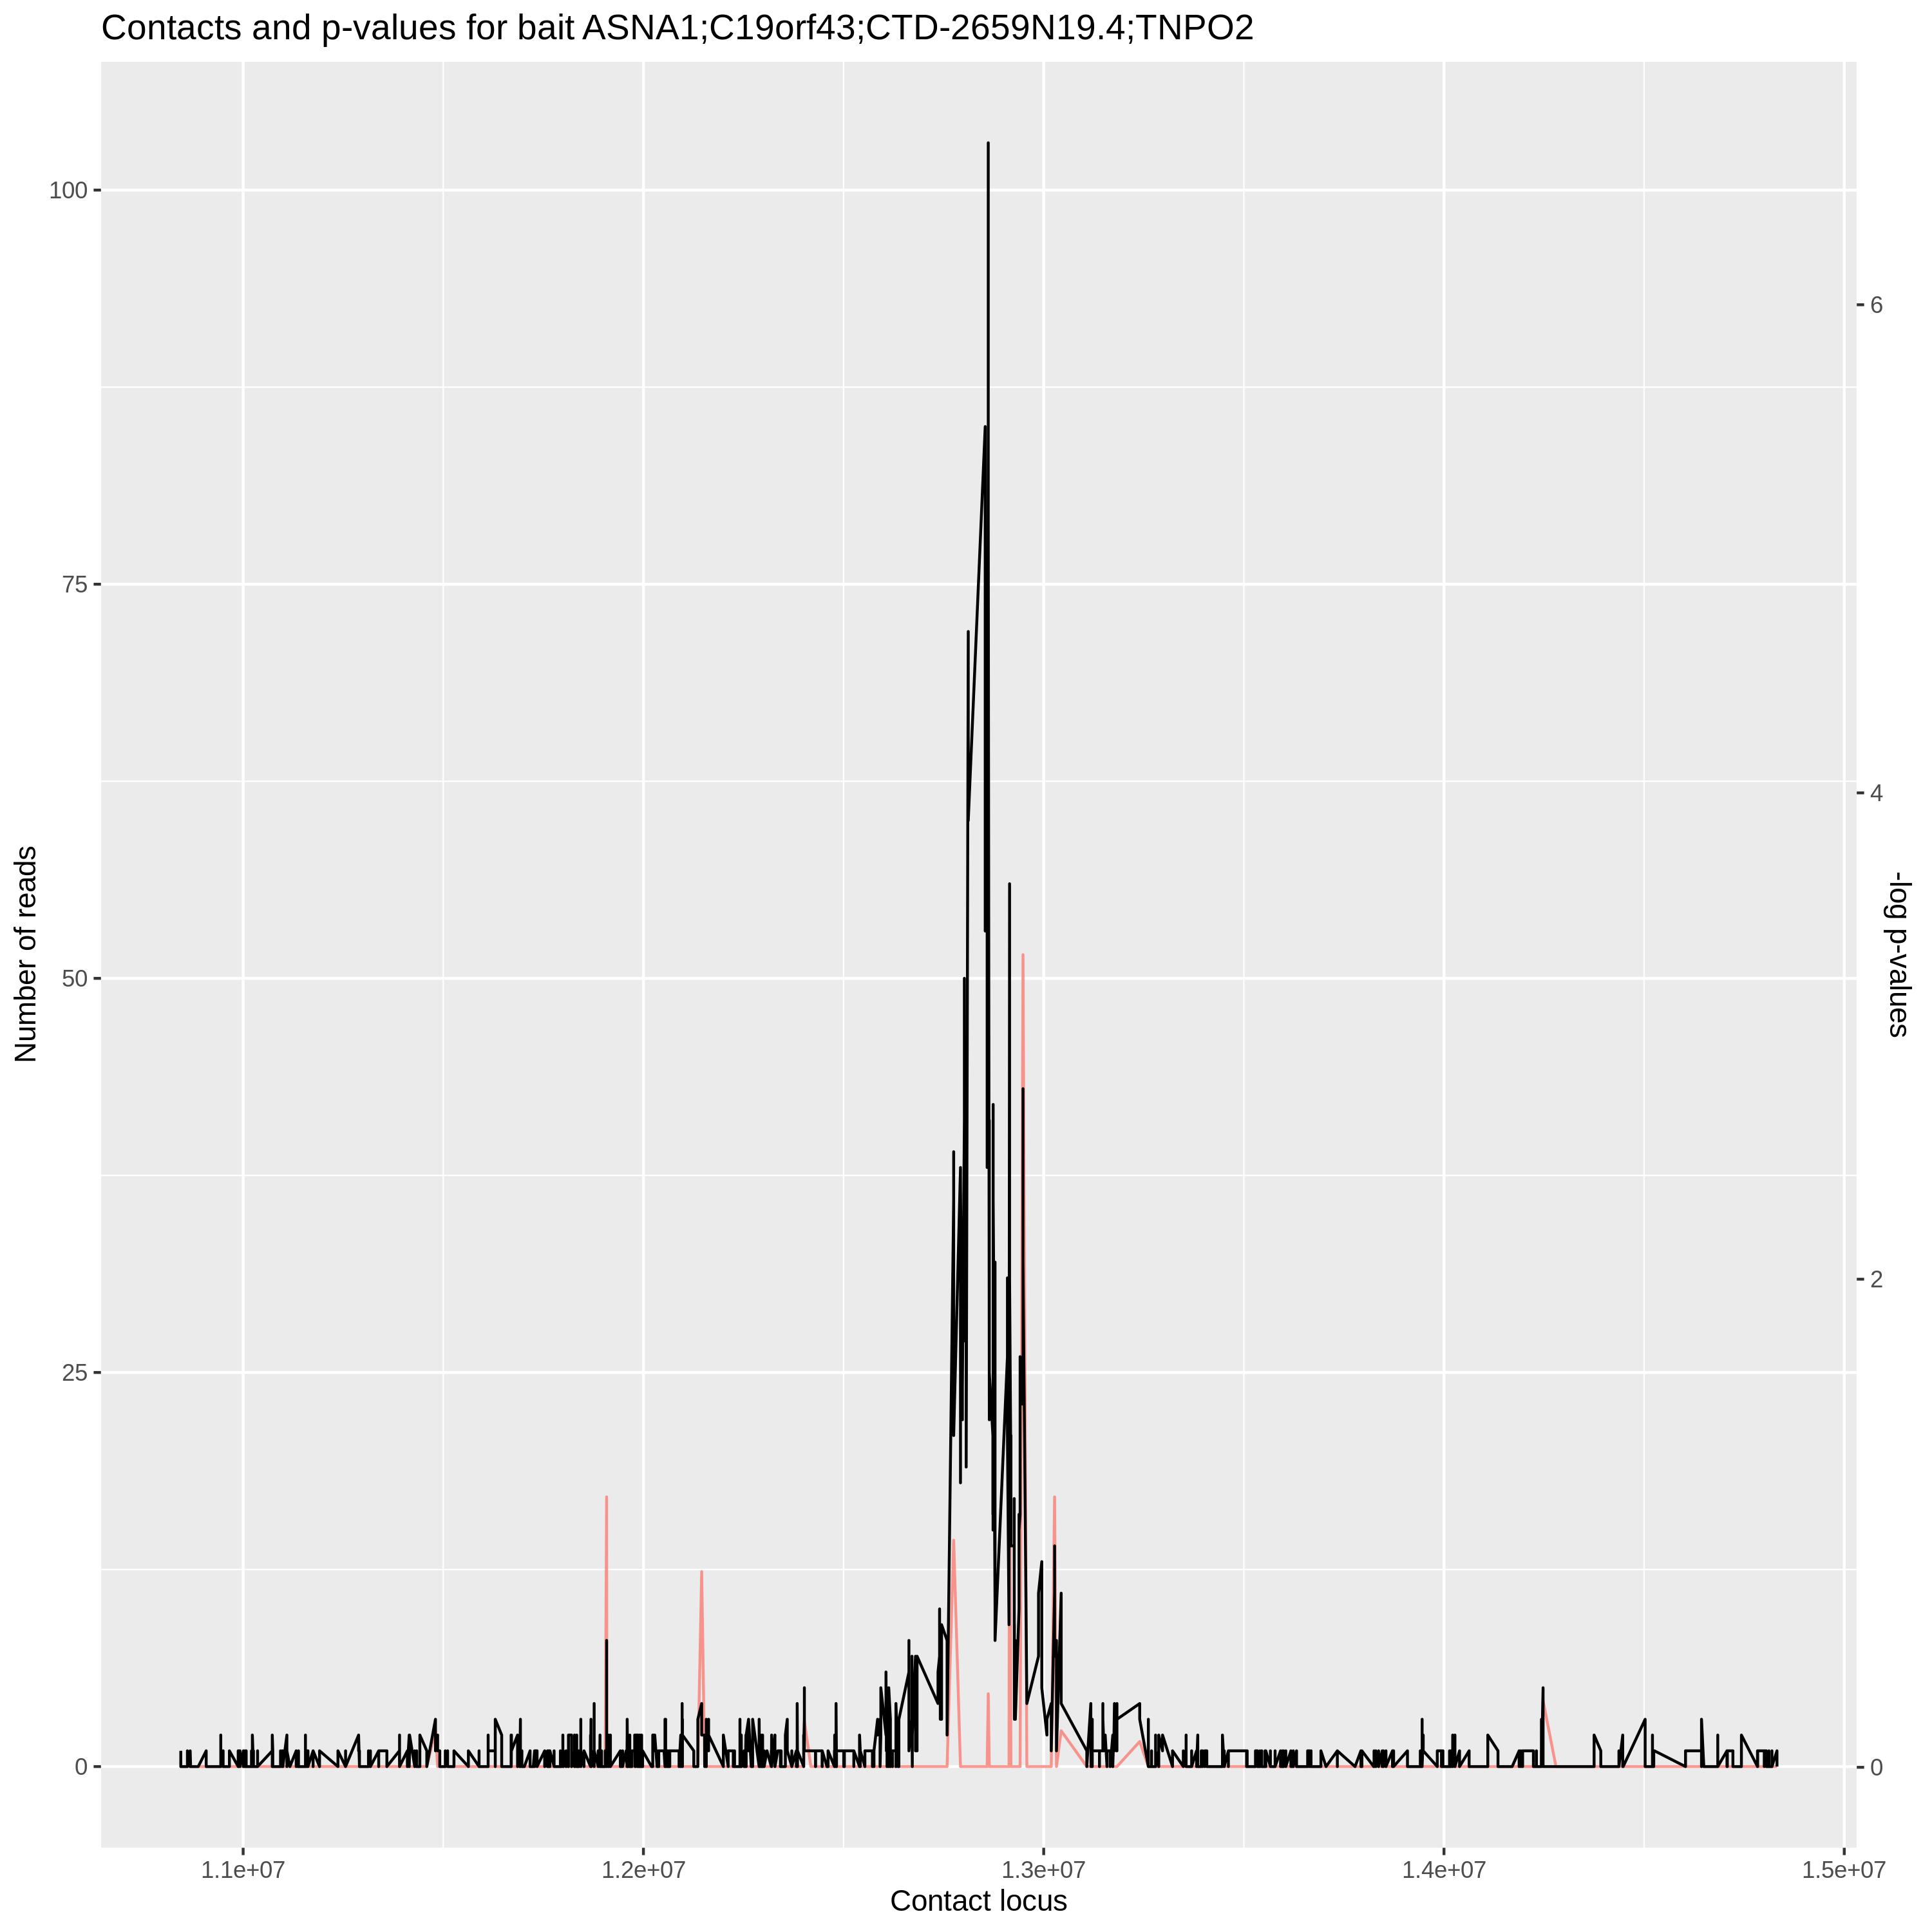 Contacts and p-values for bait ASNA1;C19orf43;CTD-2659N19.4;TNPO2
100
75
50
25
0
Number of reads
6
4
2
0
-log p-values
1.1e+07
1.2e+07
1.3e+07
1.4e+07
1.5e+07
Contact locus